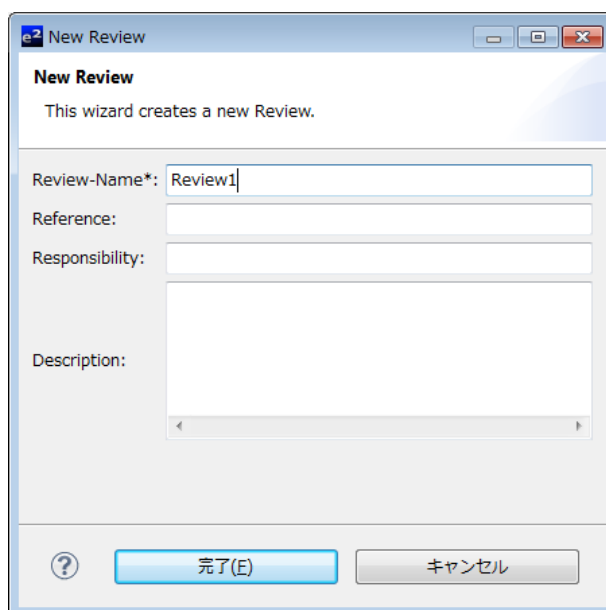 e² New Review
New Review
This wizard creates a new Review.
Review-Name*: Review1
Reference:
Responsibility:
Description:
? 完了(F) キャンセル